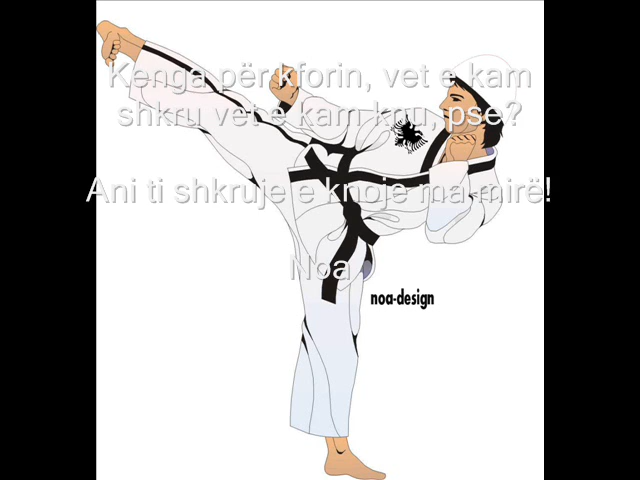 Kenga për kforin, vet e kam
shkru vet e kam knu, pse?
Ani ti shkruje e knoje ma mirë!
Noa
noa-design